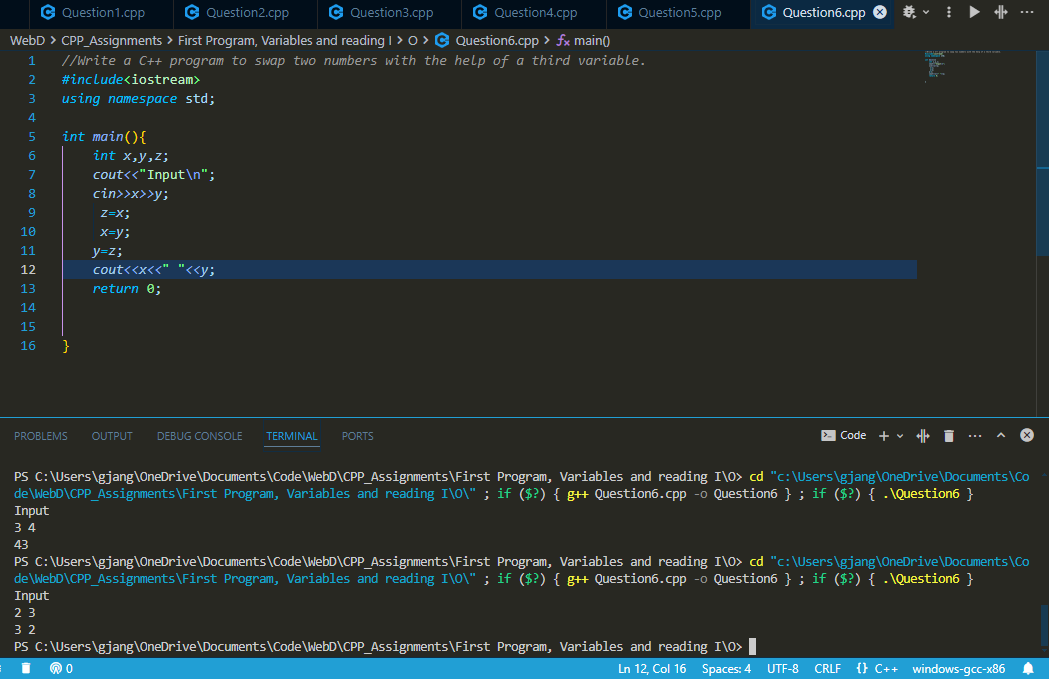 Question1.cpp Question2.cpp Question3.cpp Question4.cpp Question5.cpp Question6.cpp
WebD > CPP_Assignments > First Program, Variables and reading I > O > Question6.cpp > main()
1 //Write a C++ program to swap two numbers with the help of a third variable.
2 #include<iostream>
3 using namespace std;
4
5 int main(){
6 int x,y,z;
7 cout<<"Input\n";
8 cin>>x>>y;
9 z=x;
10 x=y;
11 y=z;
12 cout<<x<<" "<<y;
13 return 0;
14
15
16 }
PROBLEMS OUTPUT DEBUG CONSOLE TERMINAL PORTS Code
PS C:\Users\gjang\OneDrive\Documents\Code\WebD\CPP_Assignments\First Program, Variables and reading I\O> cd "c:\Users\gjang\OneDrive\Documents\Co
de\WebD\CPP_Assignments\First Program, Variables and reading I\O\" ; if ($?) { g++ Question6.cpp -o Question6 } ; if ($?) { .\Question6 }
Input
3 4
43
PS C:\Users\gjang\OneDrive\Documents\Code\WebD\CPP_Assignments\First Program, Variables and reading I\O> cd "c:\Users\gjang\OneDrive\Documents\Co
de\WebD\CPP_Assignments\First Program, Variables and reading I\O\" ; if ($?) { g++ Question6.cpp -o Question6 } ; if ($?) { .\Question6 }
Input
2 3
3 2
PS C:\Users\gjang\OneDrive\Documents\Code\WebD\CPP_Assignments\First Program, Variables and reading I\O>
0 Ln 12, Col 16 Spaces: 4 UTF-8 CRLF {} C++ windows-gcc-x86